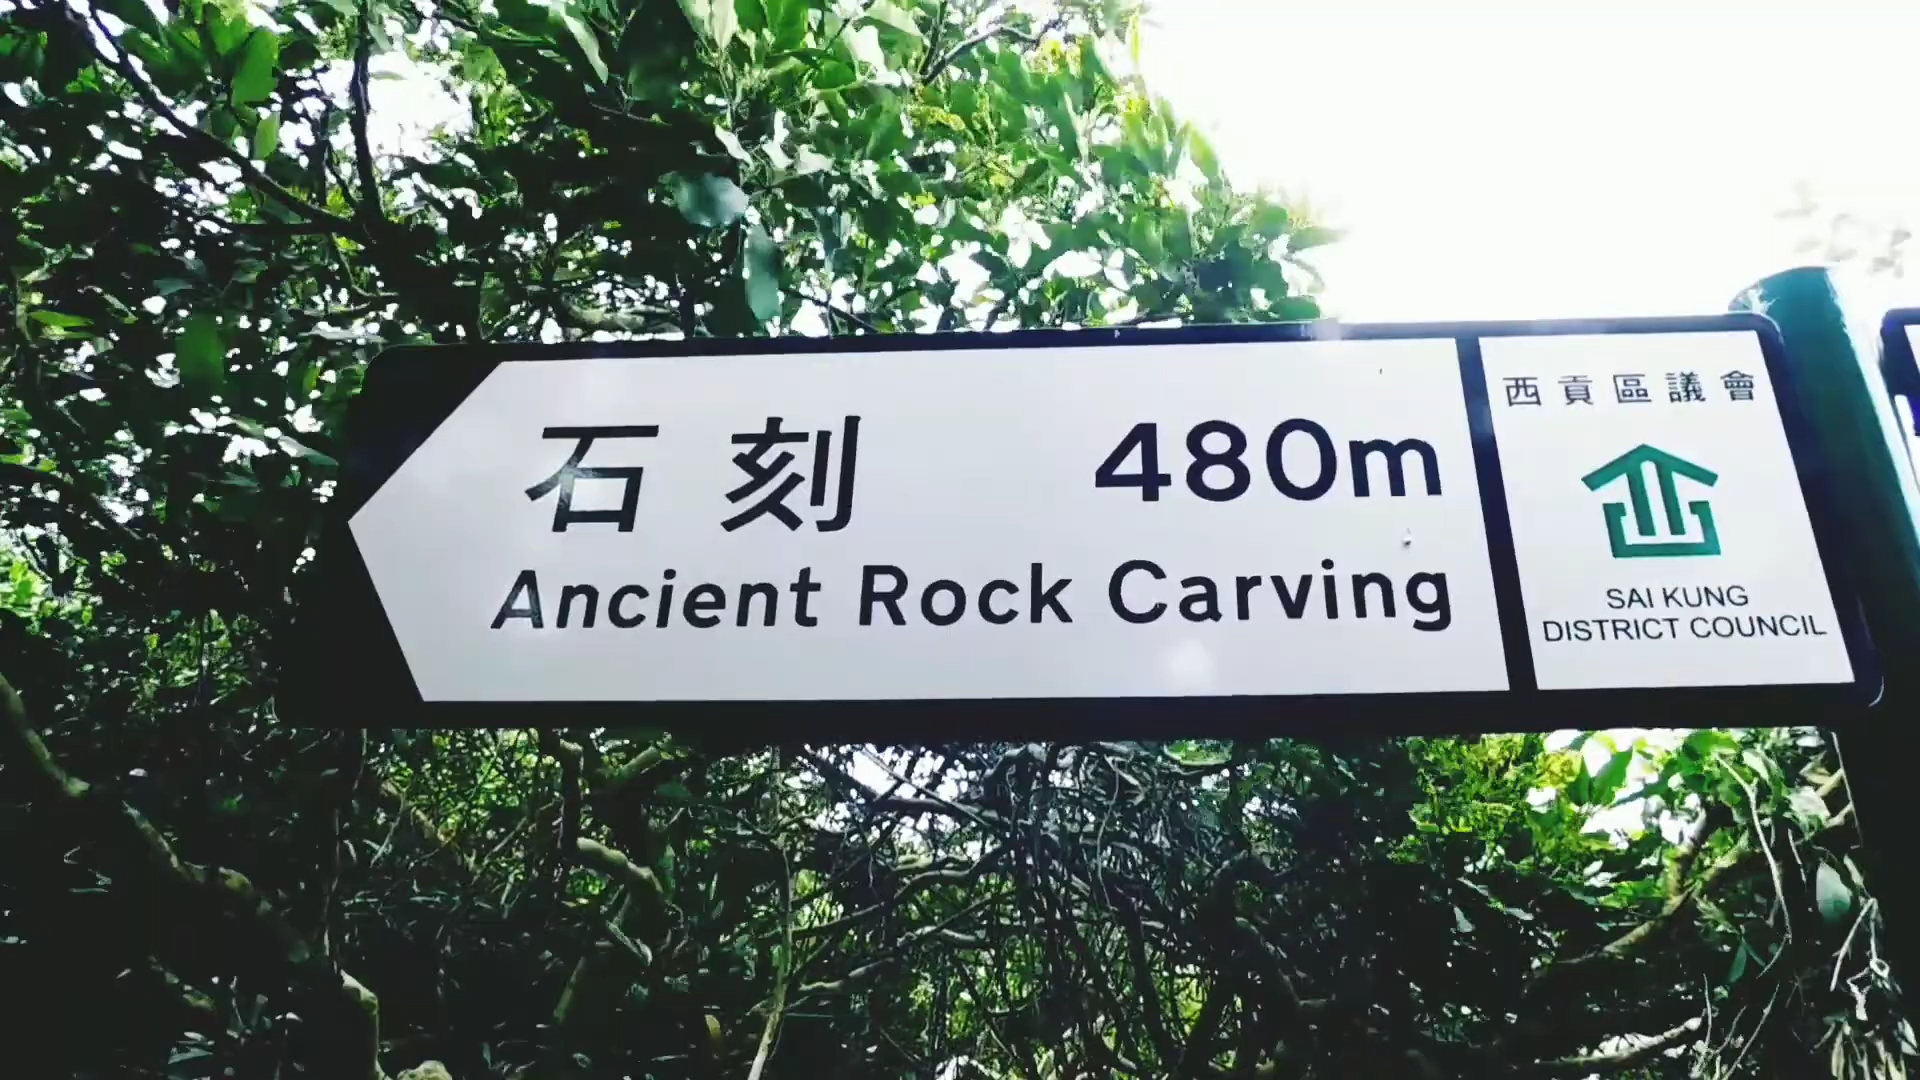 石刻 480m
Ancient Rock Carving
西貢區議會
SAI KUNG
DISTRICT COUNCIL